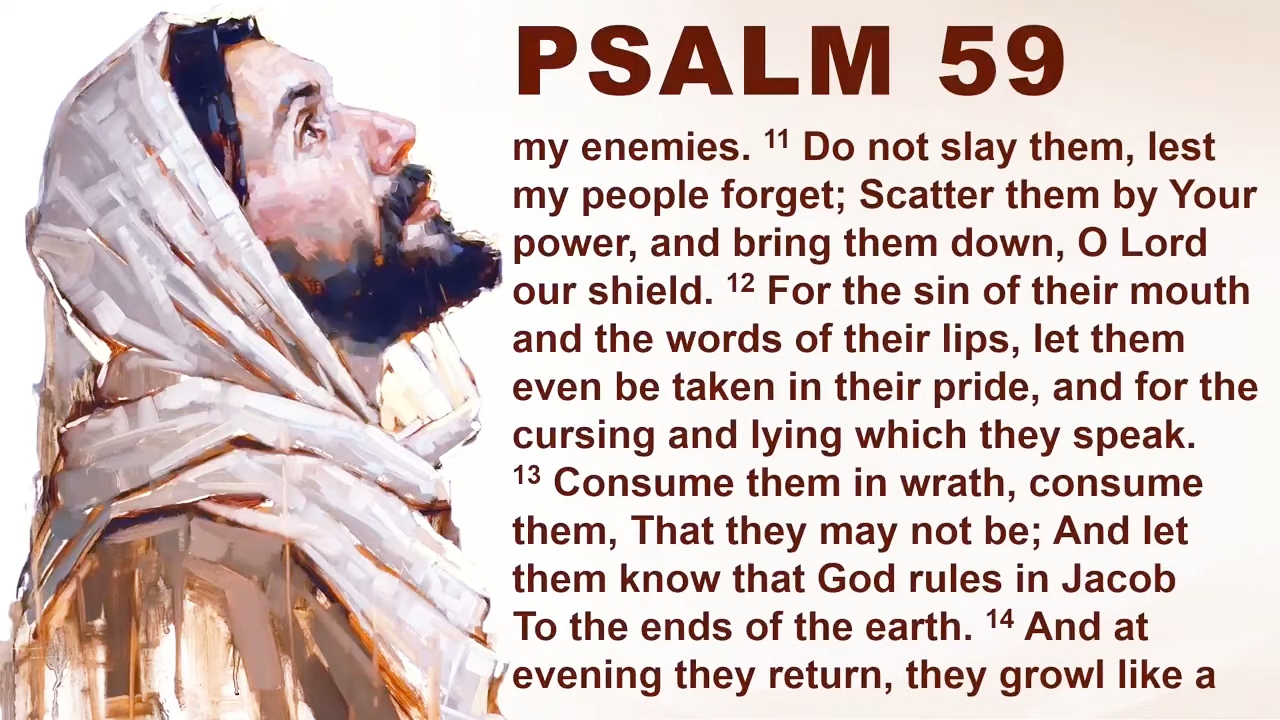 PSALM 59
my enemies. ¹¹ Do not slay them, lest
my people forget; Scatter them by Your
power, and bring them down, O Lord
our shield. ¹² For the sin of their mouth
and the words of their lips, let them
even be taken in their pride, and for the
cursing and lying which they speak.
¹³ Consume them in wrath, consume
them, That they may not be; And let
them know that God rules in Jacob
To the ends of the earth. ¹⁴ And at
evening they return, they growl like a